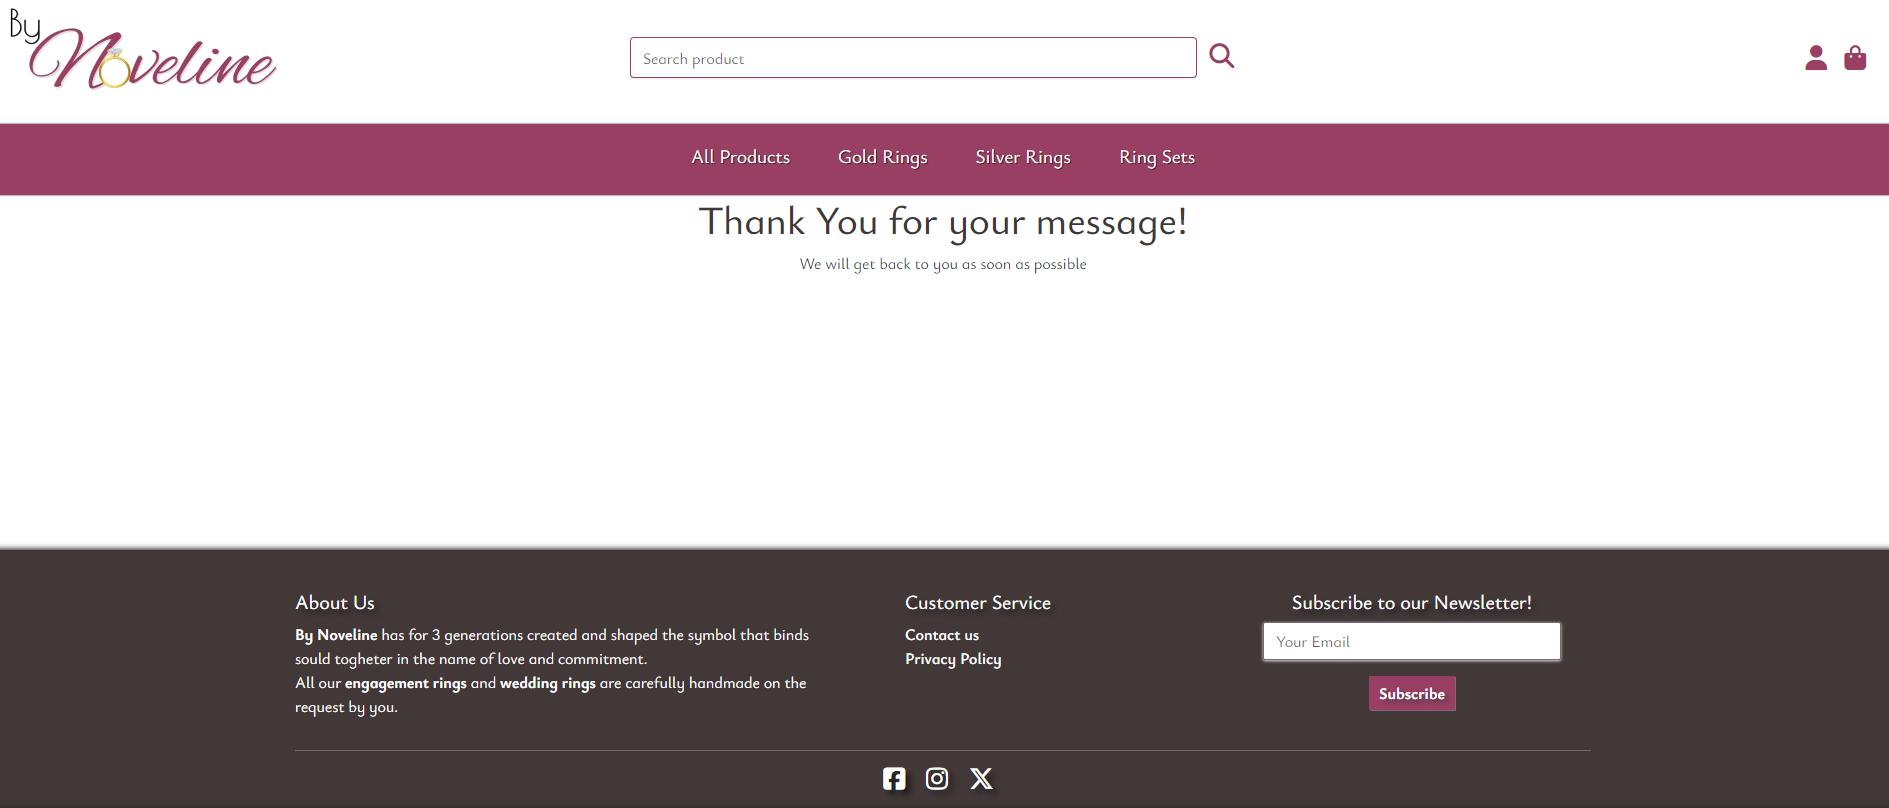 By
Noveline
Search product
All Products Gold Rings Silver Rings Ring Sets
Thank You for your message!
We will get back to you as soon as possible
About Us
By Noveline has for 3 generations created and shaped the symbol that binds
sould togheter in the name of love and commitment.
All our engagement rings and wedding rings are carefully handmade on the
request by you.
Customer Service
Contact us
Privacy Policy
Subscribe to our Newsletter!
Your Email
Subscribe